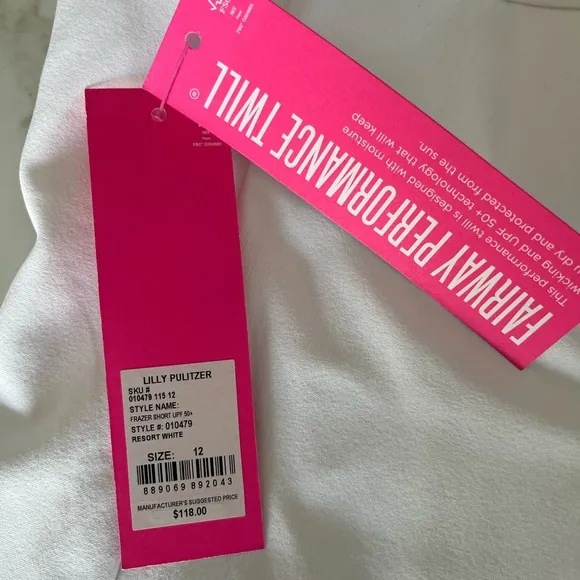 FAIRWAY PERFORMANCE TWILL®
This performance twill is designed with moisture
wicking and UPF 50+ technology that will keep
dry and protected from the sun.
LILLY PULITZER
SKU #
010479 115 12
STYLE NAME:
FRAZER SHORT UPF 50+
STYLE #: 010479
RESORT WHITE
SIZE: 12
889069 892043
MANUFACTURER'S SUGGESTED PRICE
$118.00